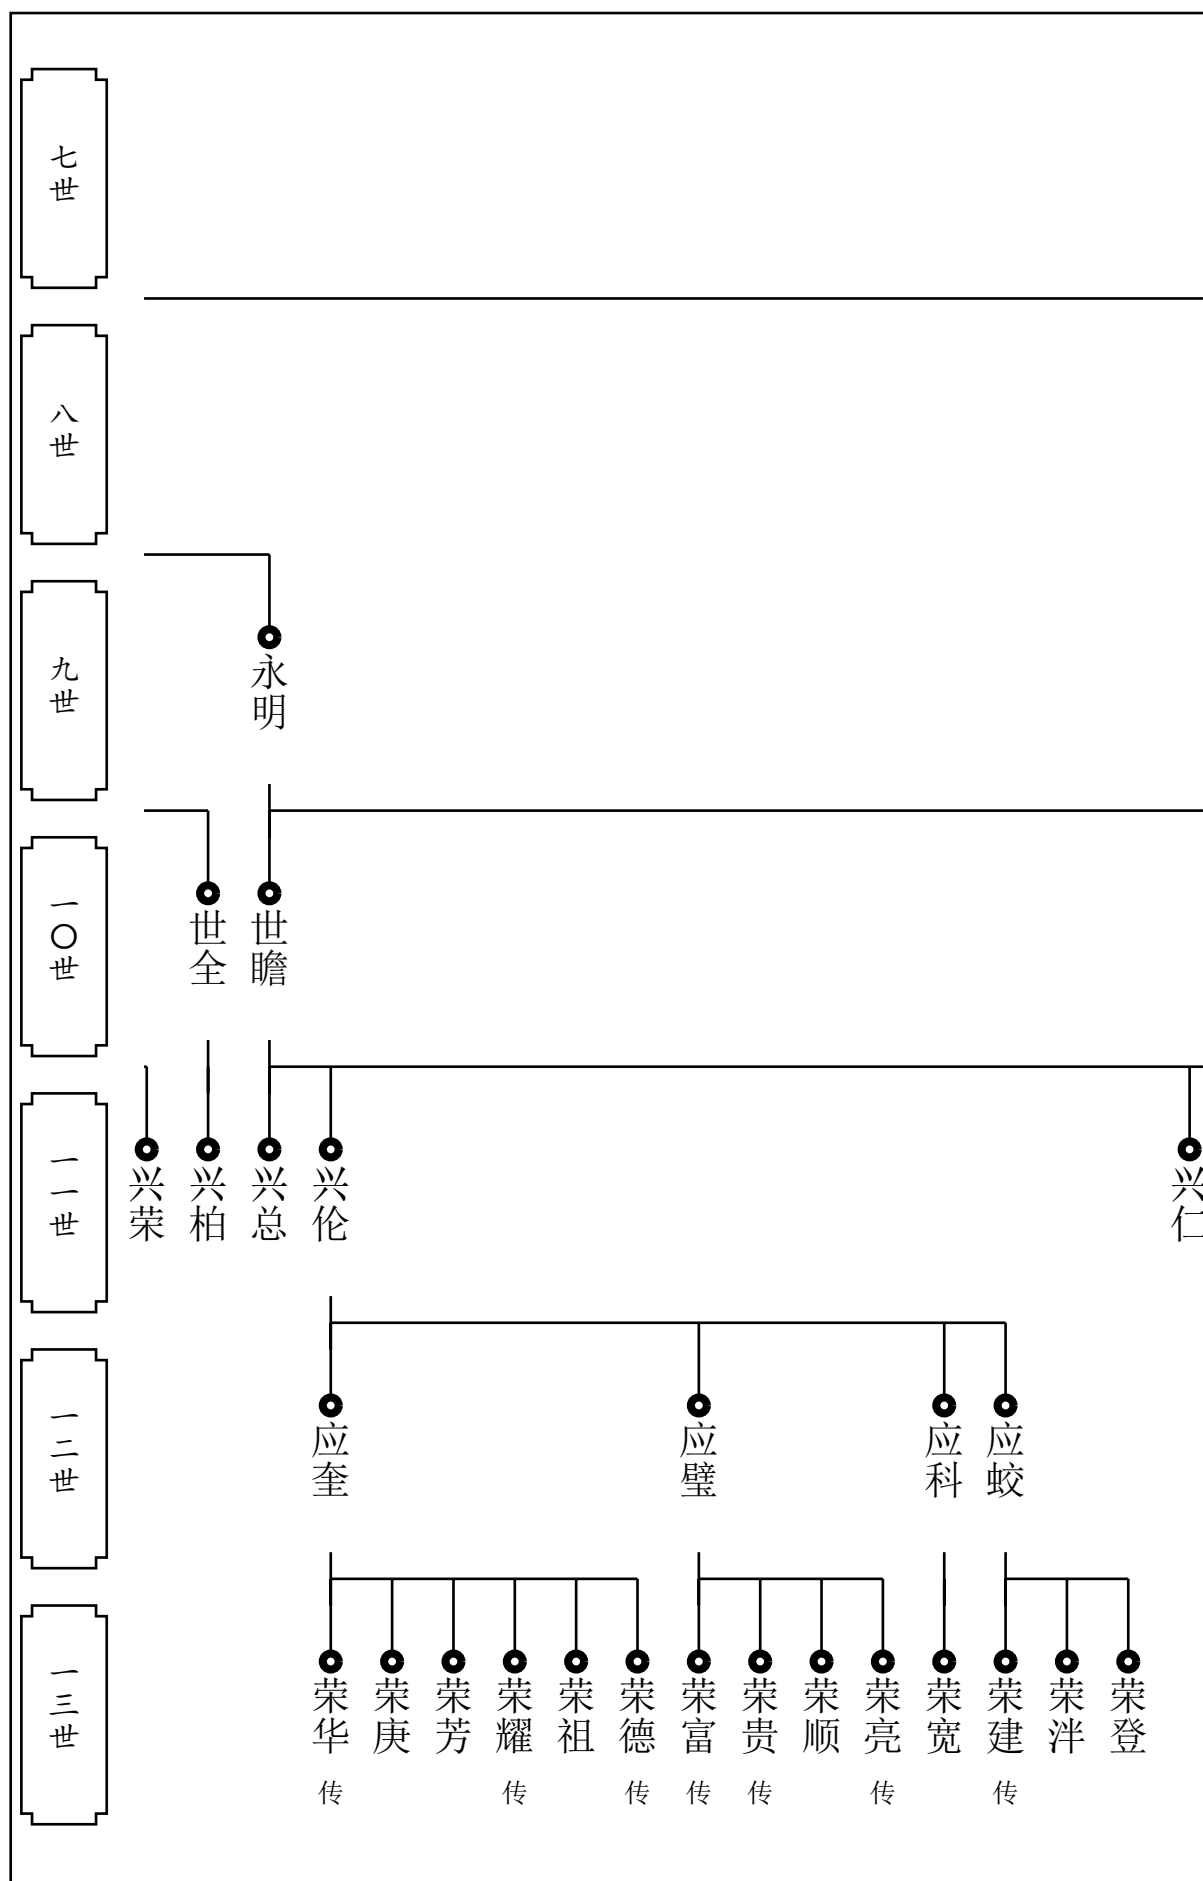 七世
八世
九世
永明
一〇世
世全
世瞻
一一世
兴荣
兴柏
兴总
兴伦
兴仁
一二世
应奎
应璧
应科
应蛟
一三世
荣华
荣庚
荣芳
荣耀
荣祖
荣德
荣富
荣贵
荣顺
荣亮
荣宽
荣建
荣泮
荣登
传
传
传
传
传
传
传